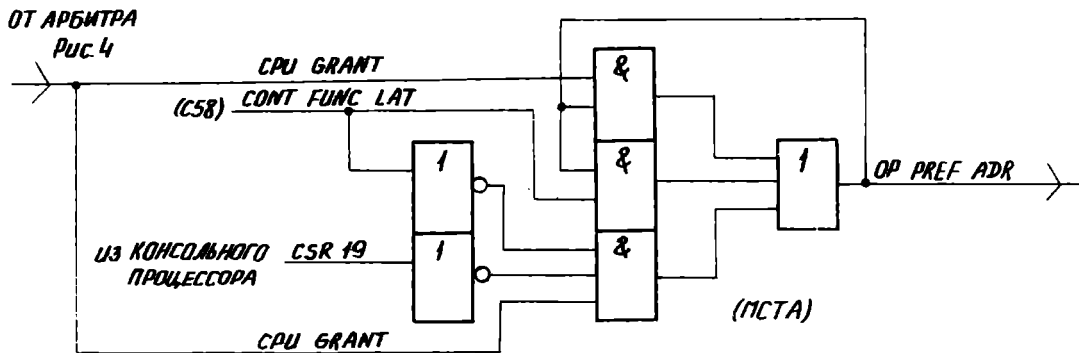 ОТ АРБИТРА
Рис.4
CPU GRANT
(C58) CONT FUNC LAT
&
1
&
1
OP PREF ADR
ИЗ КОНСОЛЬНОГО
ПРОЦЕССОРА
CSR 19
1
&
(МСТА)
CPU GRANT